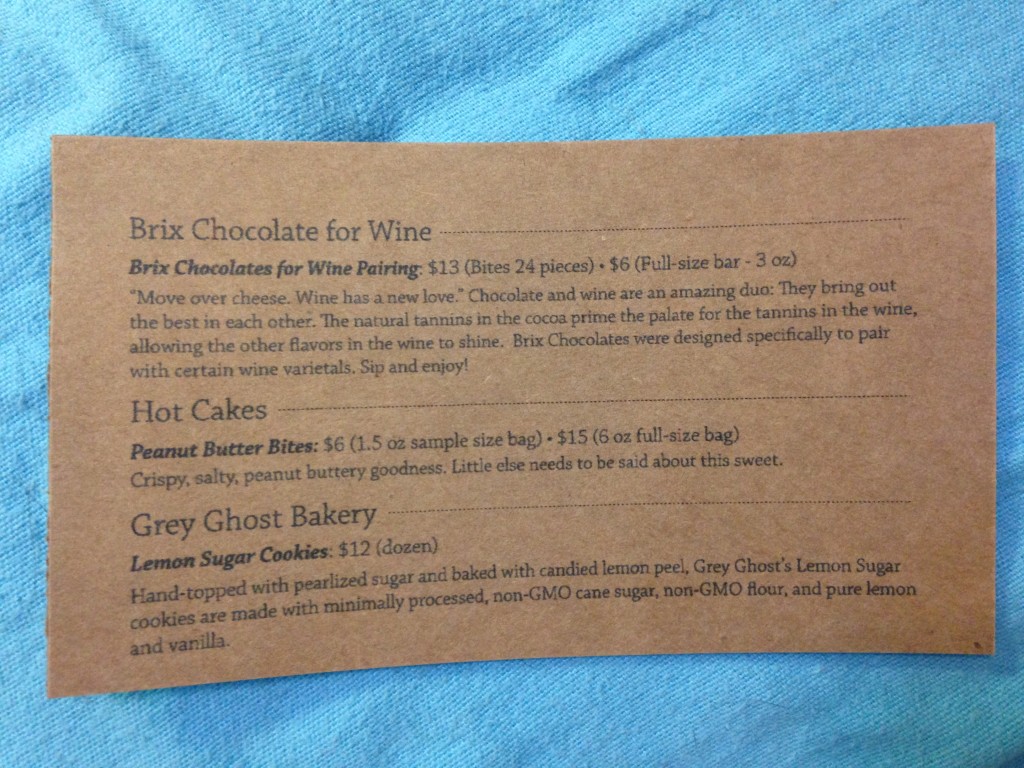 Brix Chocolate for Wine
Brix Chocolates for Wine Pairing: $13 (Bites 24 pieces) • $6 (Full-size bar - 3 oz)
“Move over cheese. Wine has a new love.” Chocolate and wine are an amazing duo: They bring out
the best in each other. The natural tannins in the cocoa prime the palate for the tannins in the wine,
allowing the other flavors in the wine to shine. Brix Chocolates were designed specifically to pair
with certain wine varietals. Sip and enjoy!
Hot Cakes
Peanut Butter Bites: $6 (1.5 oz sample size bag) • $15 (6 oz full-size bag)
Crispy, salty, peanut buttery goodness. Little else needs to be said about this sweet.
Grey Ghost Bakery
Lemon Sugar Cookies: $12 (dozen)
Hand-topped with pearlized sugar and baked with candied lemon peel, Grey Ghost’s Lemon Sugar
cookies are made with minimally processed, non-GMO cane sugar, non-GMO flour, and pure lemon
and vanilla.